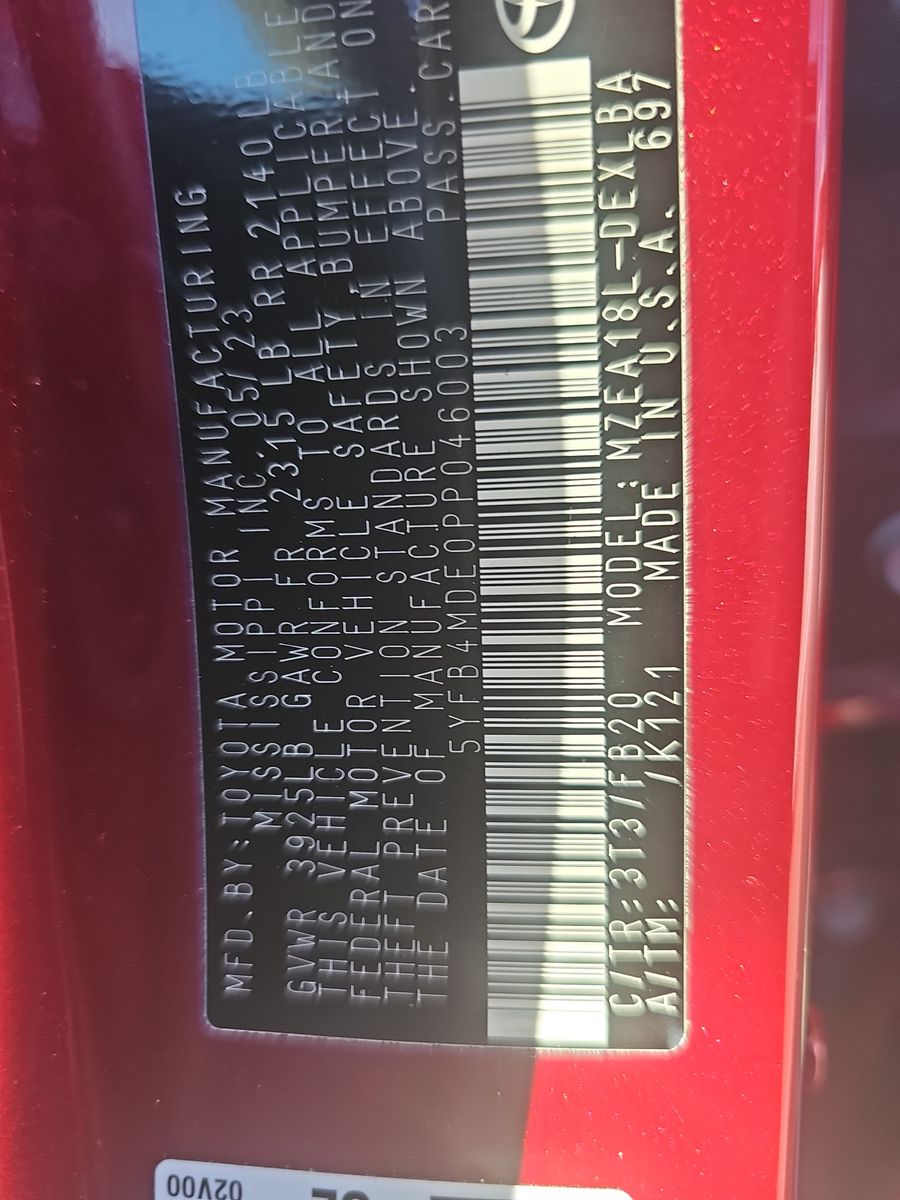 MFD.BY:TOYOTA MOTOR MANUFACTURING
MISSISSIPPI INC. 05/23
GVWR 3925LB GAWR FR 2315 LB RR 2140LB
THIS VEHICLE CONFORMS TO ALL APPLICABLE
FEDERAL MOTOR VEHICLE SAFETY BUMPER AND
THEFT PREVENTION STANDARDS IN EFFECT ON
THE DATE OF MANUFACTURE SHOWN ABOVE.
5YFB4MDE0PP046003 PASS.CAR
C/TR:3T3/FB20 MODEL:MZEA18L-DEXLBA
A/TM: /K121 MADE IN U.S.A. 697
02V00